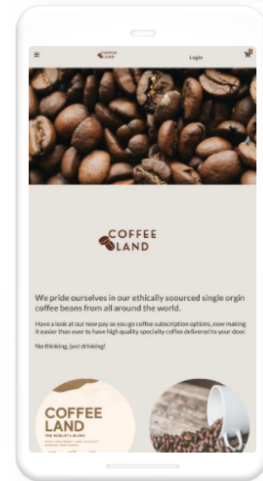 COFFEE
LAND
Login
COFFEE
LAND
We pride ourselves in our ethically soourced single orgin
coffee beans from all around the world.
Have a look at our new pay as you go coffee subscription options, now making
it easier than ever to have high quality specialty coffee delivered to your door.
No thinking, just drinking!
COFFEE
LAND